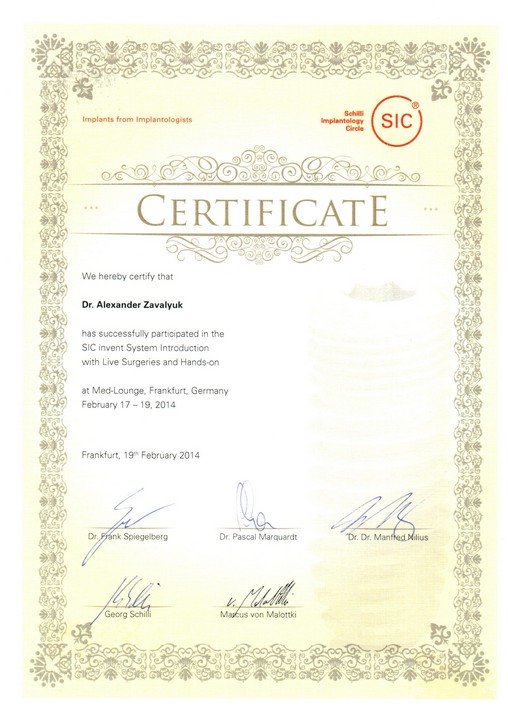 Implants from Implantologists
Schilli
Implantology
Circle
SIC®
CERTIFICATE
We hereby certify that
Dr. Alexander Zavalyuk
has successfully participated in the
SIC invent System Introduction
with Live Surgeries and Hands-on
at Med-Lounge, Frankfurt, Germany
February 17 – 19, 2014
Frankfurt, 19th February 2014
Dr. Frank Spiegelberg
Dr. Pascal Marquardt
Dr. Dr. Manfred Nilius
Georg Schilli
v. Malottki
Marcus von Malottki